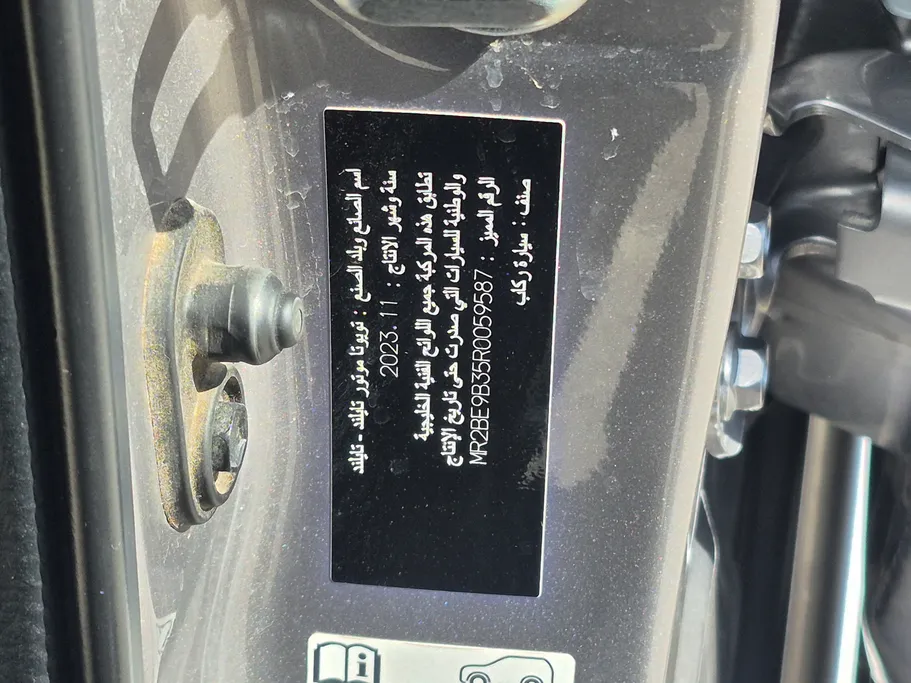 اسم الصانع وبلد الصنع : تويوتا موتور تايلند - تايلند
سنة وشهر الانتاج : 2023.11
تطابق هذه المركبة جميع اللوائح الفنية الخليجية
والوطنية للسيارات التي صدرت حتى تاريخ الإنتاج
الرقم المميز : MR2BE9B35R0059587
صنف : سيارة ركاب
i